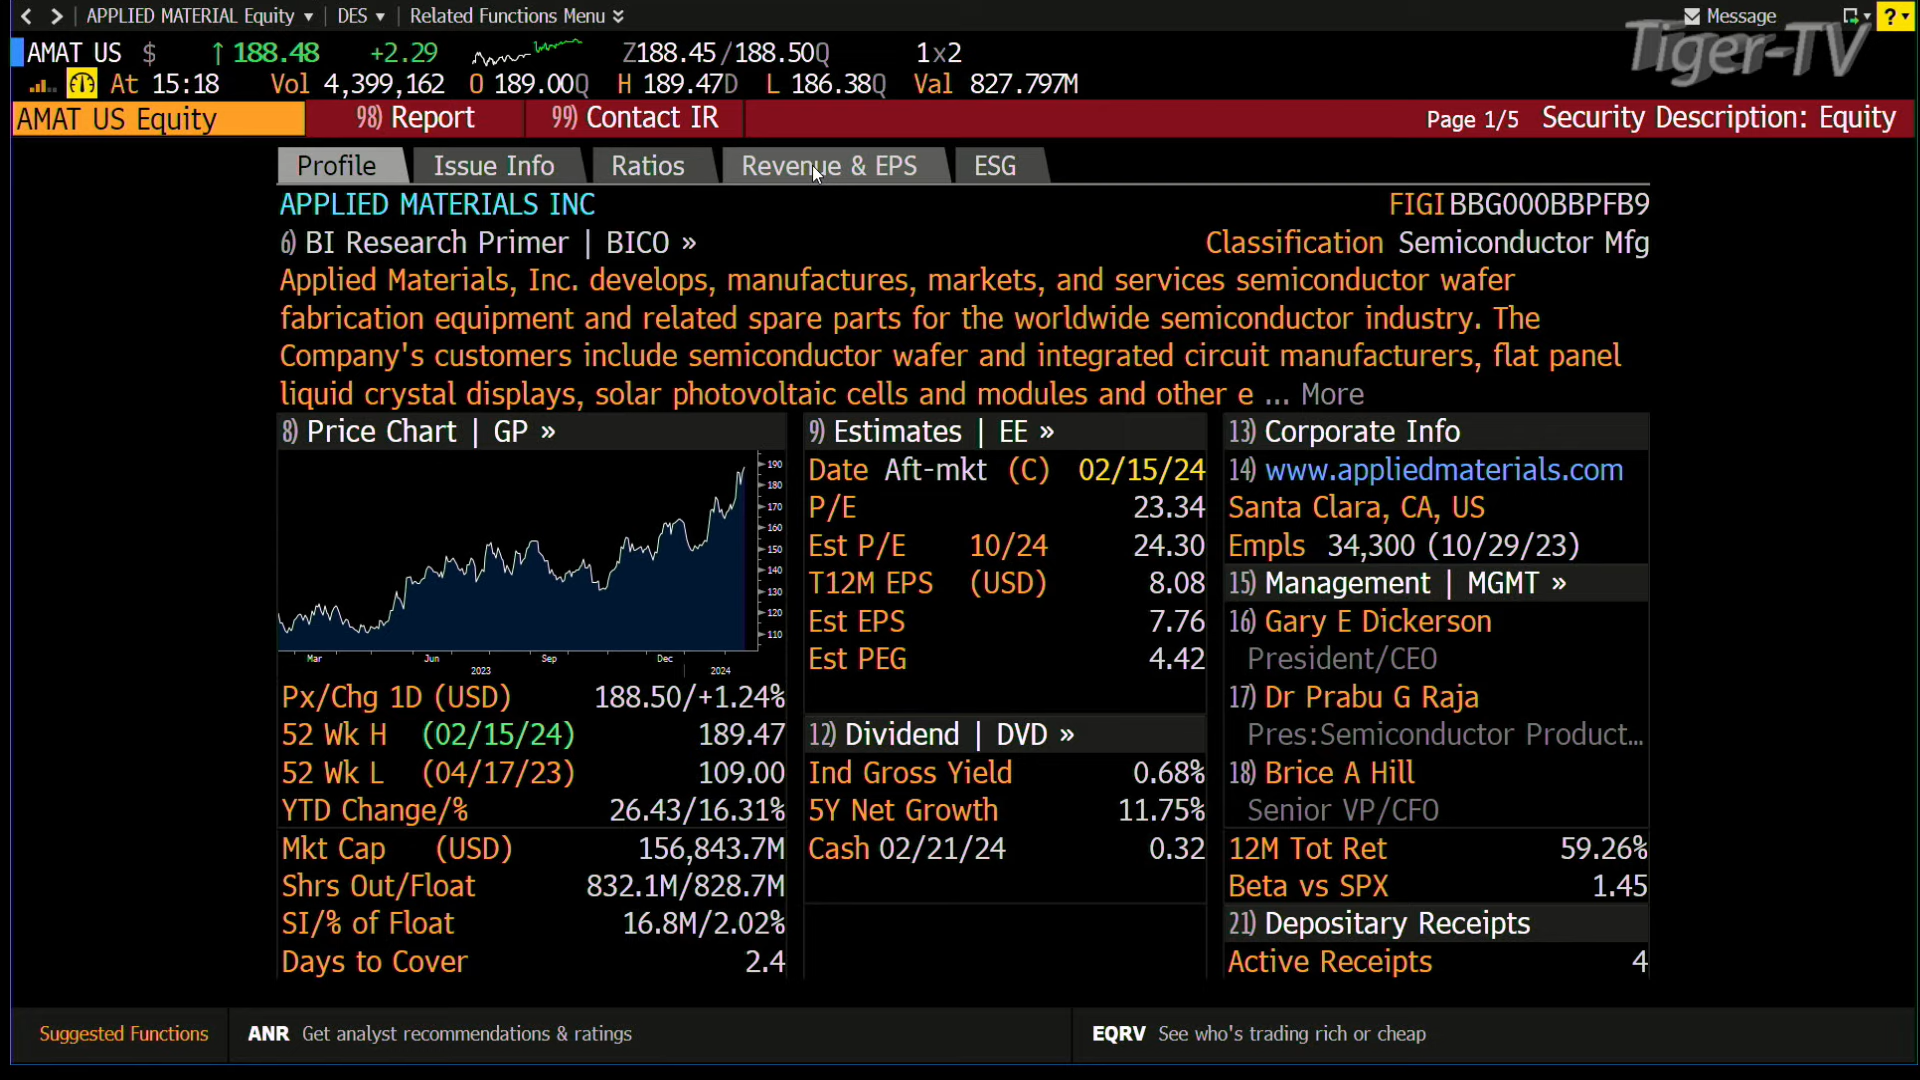 APPLIED MATERIAL Equity DES Related Functions Menu Message ?
Tiger-TV
AMAT US $ ↑188.48 +2.29 Z188.45/188.50Q 1x2
At 15:18 Vol 4,399,162 O 189.00Q H 189.47D L 186.38Q Val 827.797M
AMAT US Equity 98) Report 99) Contact IR Page 1/5 Security Description: Equity
Profile Issue Info Ratios Revenue & EPS ESG
APPLIED MATERIALS INC FIGI BBG000BBPFB9
6) BI Research Primer | BICO » Classification Semiconductor Mfg
Applied Materials, Inc. develops, manufactures, markets, and services semiconductor wafer
fabrication equipment and related spare parts for the worldwide semiconductor industry. The
Company's customers include semiconductor wafer and integrated circuit manufacturers, flat panel
liquid crystal displays, solar photovoltaic cells and modules and other e ... More
8) Price Chart | GP »
190
180
170
160
150
140
130
120
110
Mar Jun Sep Dec
2023 2024
Px/Chg 1D (USD) 188.50/+1.24%
52 Wk H (02/15/24) 189.47
52 Wk L (04/17/23) 109.00
YTD Change/% 26.43/16.31%
Mkt Cap (USD) 156,843.7M
Shrs Out/Float 832.1M/828.7M
SI/% of Float 16.8M/2.02%
Days to Cover 2.4
9) Estimates | EE »
Date Aft-mkt (C) 02/15/24
P/E 23.34
Est P/E 10/24 24.30
T12M EPS (USD) 8.08
Est EPS 7.76
Est PEG 4.42
12) Dividend | DVD »
Ind Gross Yield 0.68%
5Y Net Growth 11.75%
Cash 02/21/24 0.32
13) Corporate Info
14) www.appliedmaterials.com
Santa Clara, CA, US
Empls 34,300 (10/29/23)
15) Management | MGMT »
16) Gary E Dickerson
President/CEO
17) Dr Prabu G Raja
Pres:Semiconductor Product...
18) Brice A Hill
Senior VP/CFO
12M Tot Ret 59.26%
Beta vs SPX 1.45
21) Depositary Receipts
Active Receipts 4
Suggested Functions ANR Get analyst recommendations & ratings EQRV See who's trading rich or cheap